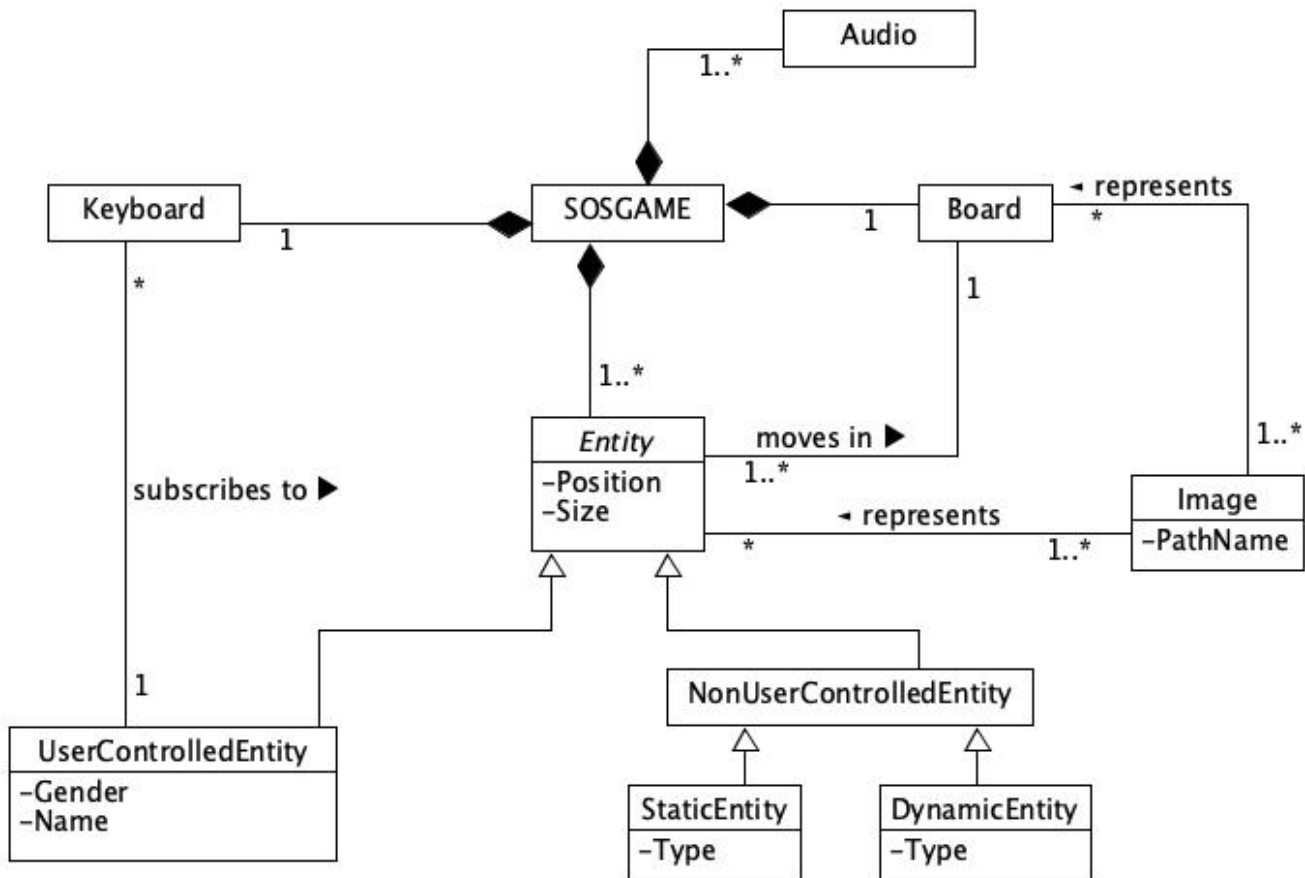 Audio
1..*
Keyboard
SOSGAME
Board
◄ represents
1
1
*
*
1
1..*
Entity
moves in ►
1..*
1..*
–Position
–Size
subscribes to ►
◄ represents
Image
*
1..*
–PathName
1
NonUserControlledEntity
UserControlledEntity
–Gender
–Name
StaticEntity
DynamicEntity
–Type
–Type